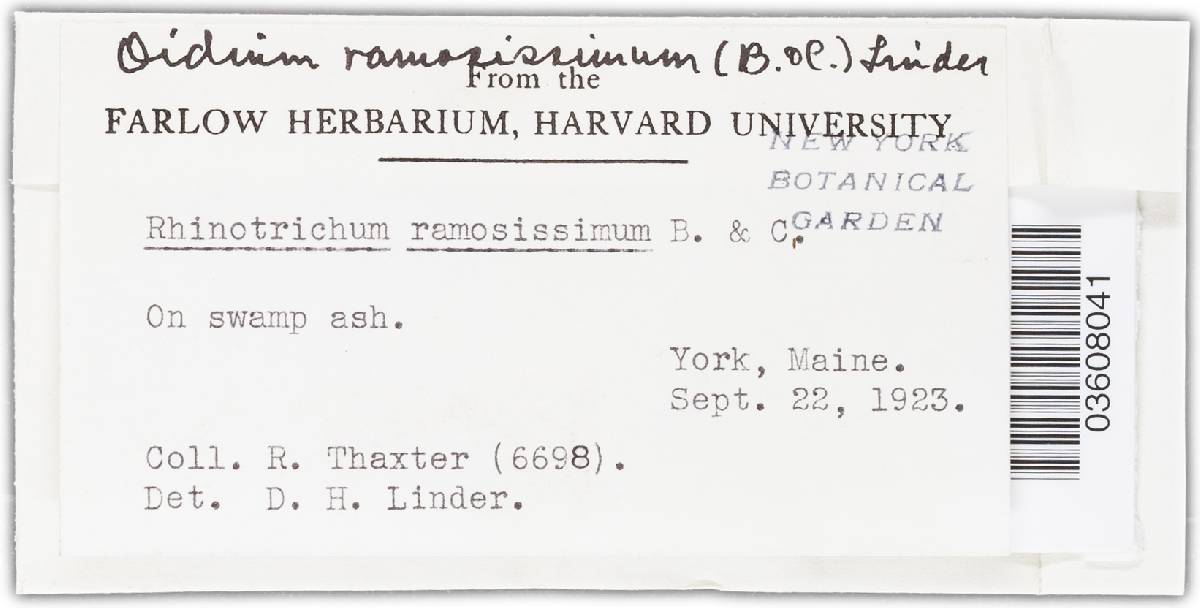 Oidium ramosissimum (B. & C.) Linder
From the
FARLOW HERBARIUM, HARVARD UNIVERSITY
NEW YORK
BOTANICAL
GARDEN
Rhinotrichum ramosissimum B. & C.
On swamp ash.
York, Maine.
Sept. 22, 1923.
Coll. R. Thaxter (6698).
Det. D. H. Linder.
03608041